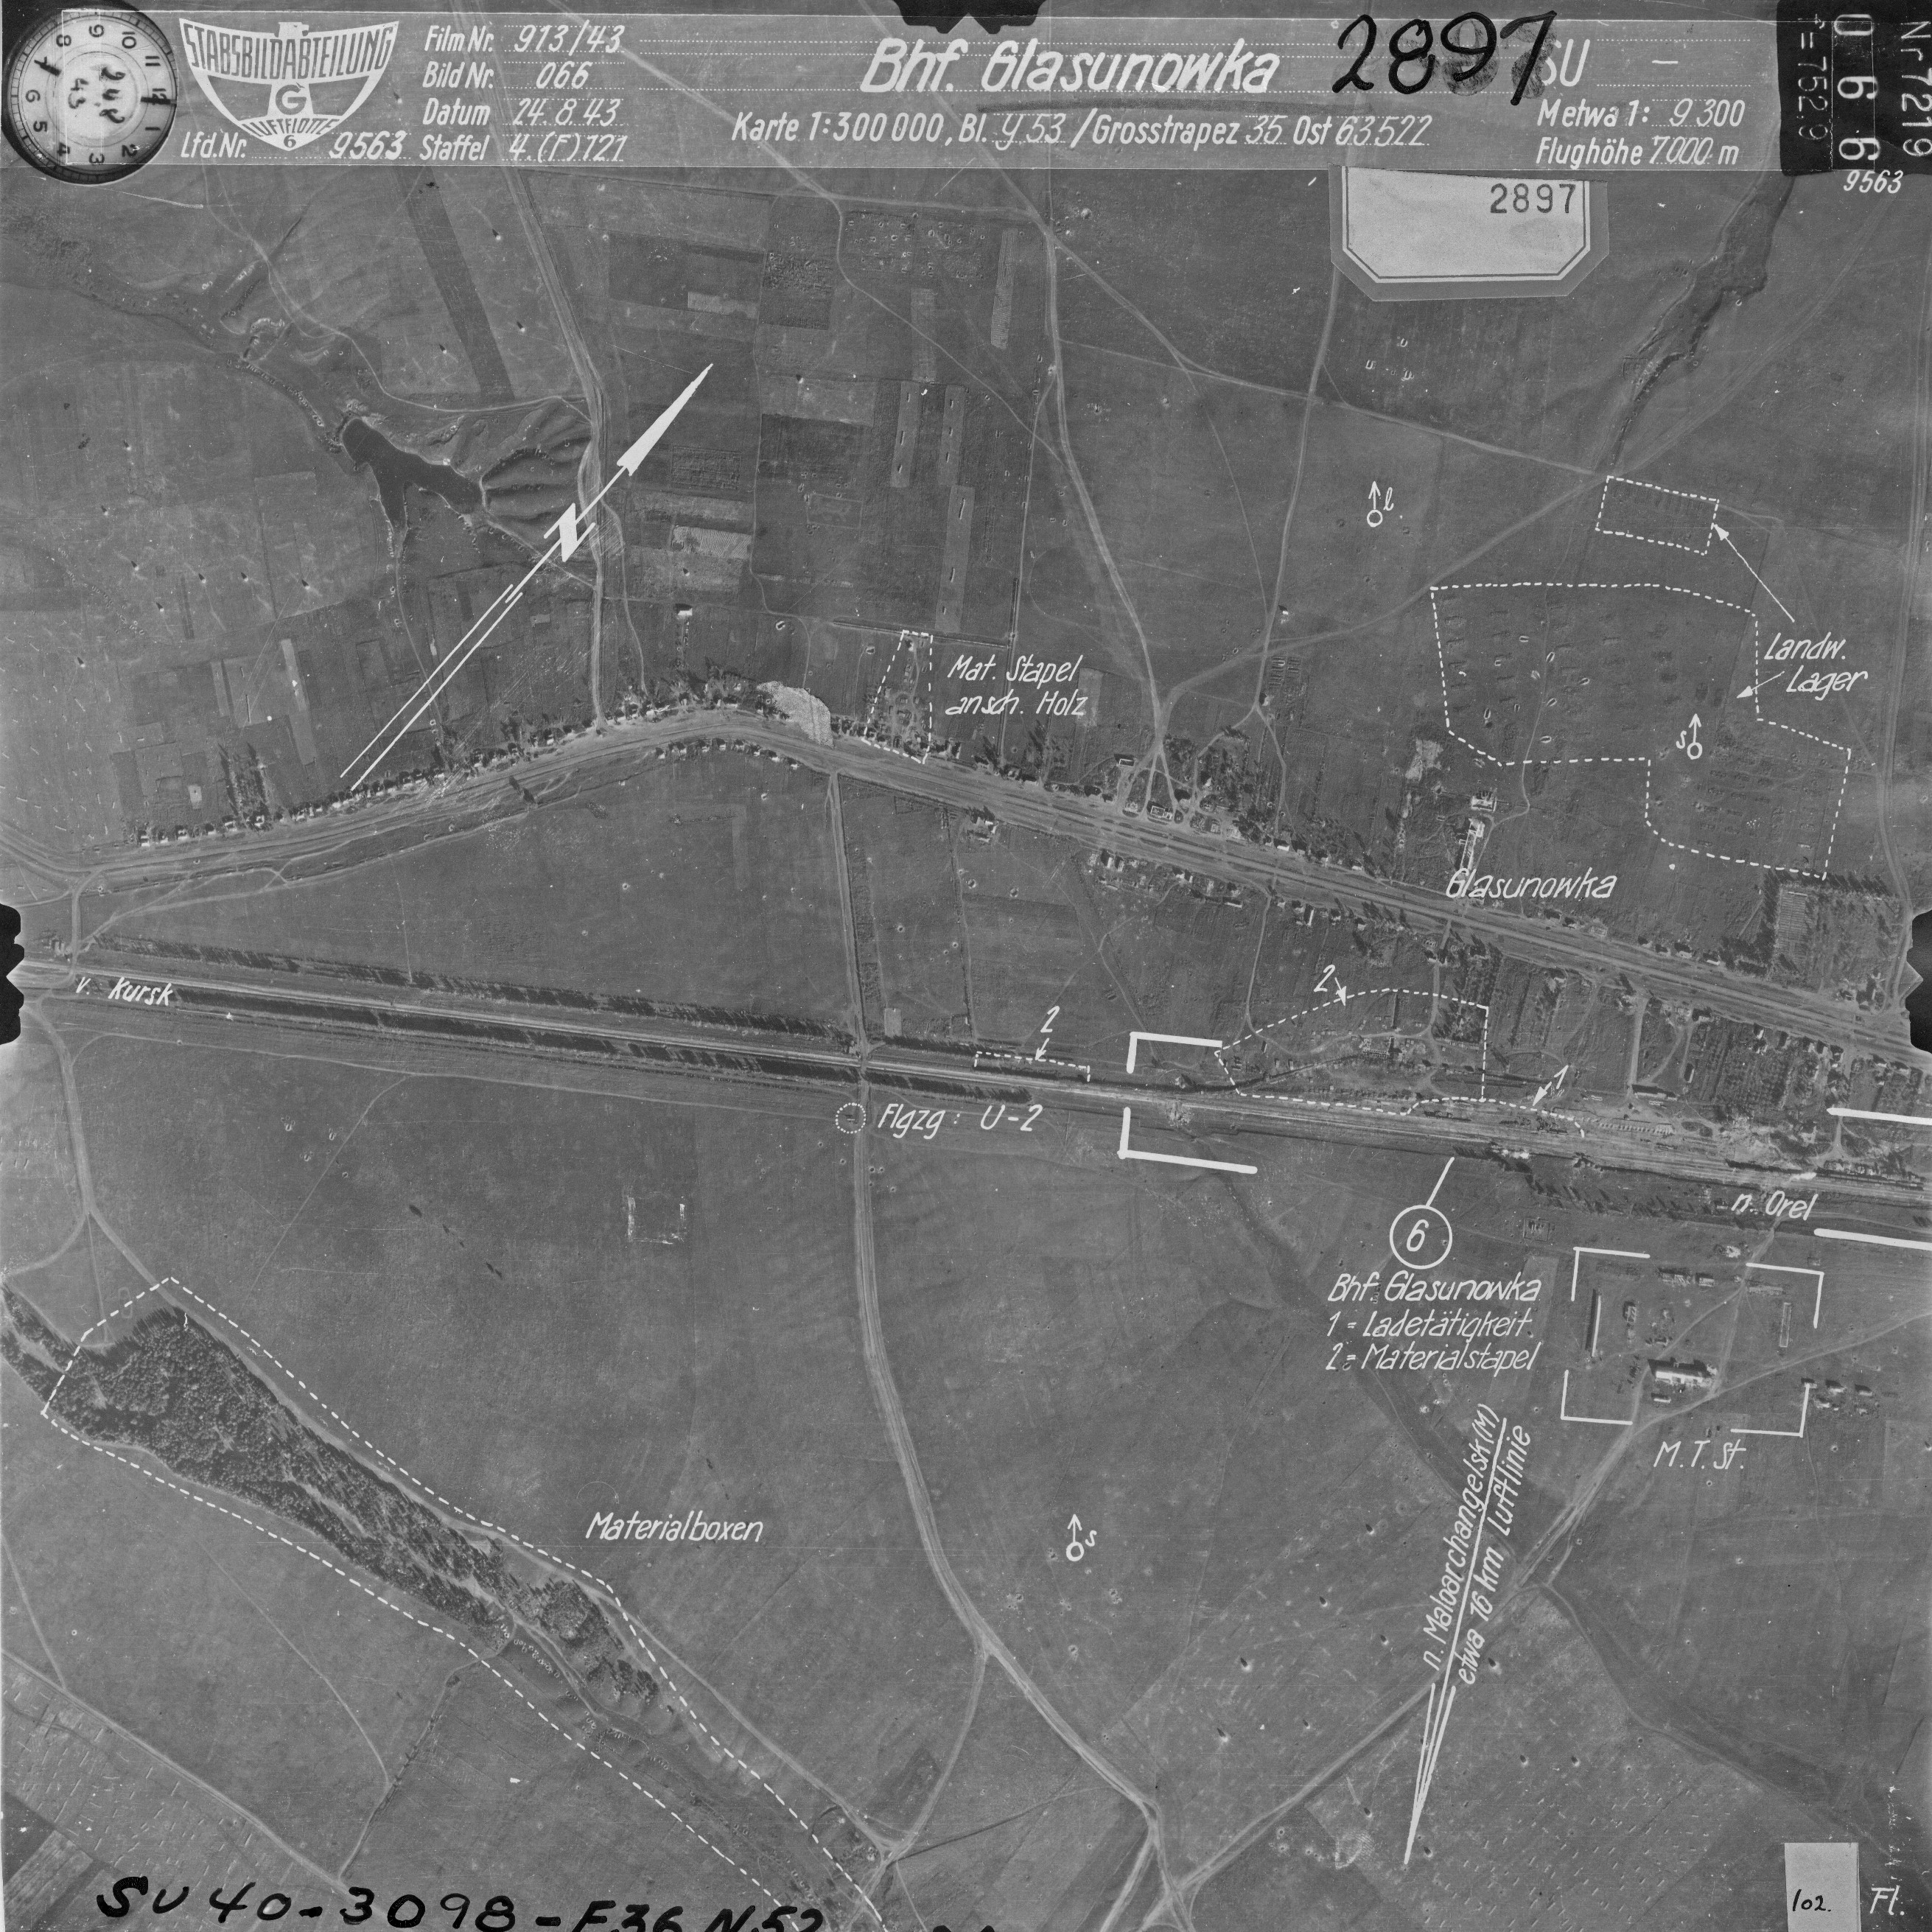 STABSBILDABTEILUNG
G
LUFTFLOTTE
6
Lfd.Nr. 9563
Film Nr. 913/43
Bild Nr. 066
Datum 24.8.43
Staffel 4.(F)121
Bhf. Glasunowka
2897
SU –
Karte 1:300 000, Bl. Y 53 / Grosstrapez 35 Ost 63522
Metwa 1: 9300
Flughöhe 7000 m
066
Nr 7219
9563
2897
N
l.
Landw.
Lager
s
Mat. Stapel
ansch. Holz
Glasunowka
v. Kursk
2
2
1
Flgzg: U-2
n. Orel
6
Bhf. Glasunowka
1 = Ladetätigkeit
2 = Materialstapel
M.T.St.
n. Maloarchangelsk (M)
etwa 16 km Luftlinie
Materialboxen
s
SU 40-3098-F36 N52
102.
Fl.